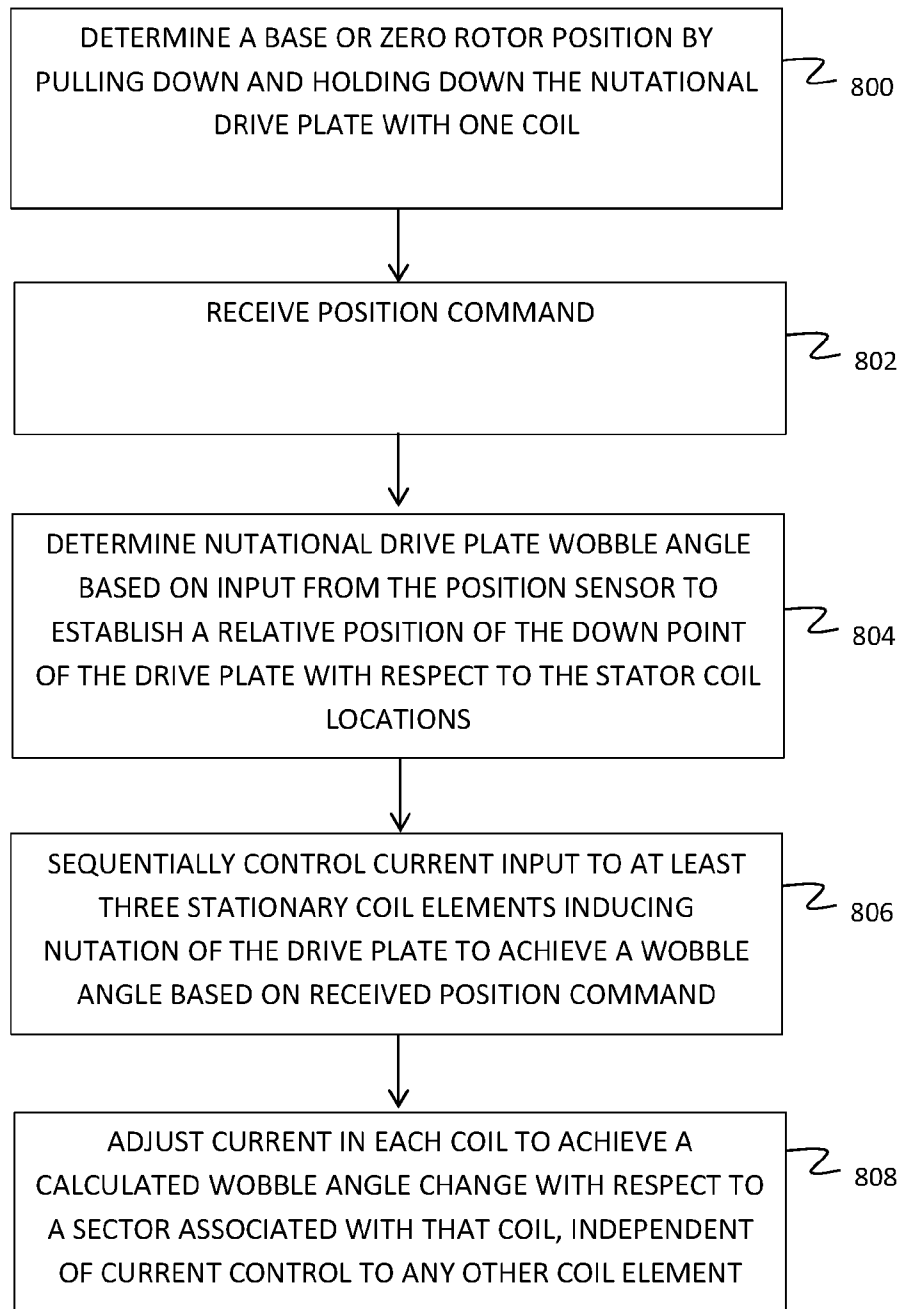 DETERMINE A BASE OR ZERO ROTOR POSITION BY
PULLING DOWN AND HOLDING DOWN THE NUTATIONAL
DRIVE PLATE WITH ONE COIL
800
RECEIVE POSITION COMMAND
802
DETERMINE NUTATIONAL DRIVE PLATE WOBBLE ANGLE
BASED ON INPUT FROM THE POSITION SENSOR TO
ESTABLISH A RELATIVE POSITION OF THE DOWN POINT
OF THE DRIVE PLATE WITH RESPECT TO THE STATOR COIL
LOCATIONS
804
SEQUENTIALLY CONTROL CURRENT INPUT TO AT LEAST
THREE STATIONARY COIL ELEMENTS INDUCING
NUTATION OF THE DRIVE PLATE TO ACHIEVE A WOBBLE
ANGLE BASED ON RECEIVED POSITION COMMAND
806
ADJUST CURRENT IN EACH COIL TO ACHIEVE A
CALCULATED WOBBLE ANGLE CHANGE WITH RESPECT TO
A SECTOR ASSOCIATED WITH THAT COIL, INDEPENDENT
OF CURRENT CONTROL TO ANY OTHER COIL ELEMENT
808